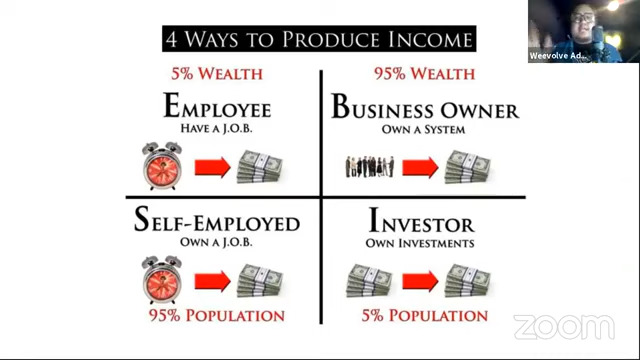 4 WAYS TO PRODUCE INCOME
5% WEALTH
95% WEALTH
EMPLOYEE
HAVE A J.O.B.
BUSINESS OWNER
OWN A SYSTEM
SELF-EMPLOYED
OWN A J.O.B.
INVESTOR
OWN INVESTMENTS
95% POPULATION
5% POPULATION
Weevolve Ad...
zoom